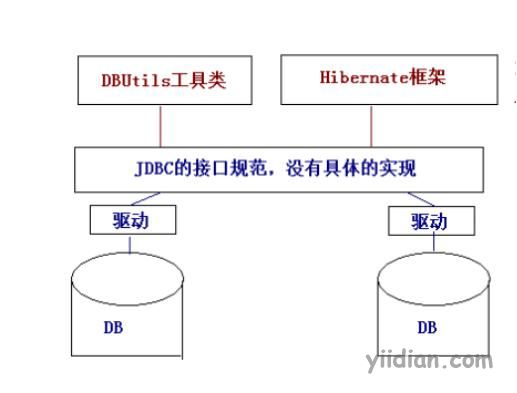 DBUtils工具类
Hibernate框架
JDBC的接口规范，没有具体的实现
驱动
驱动
DB
DB
yiidian.com